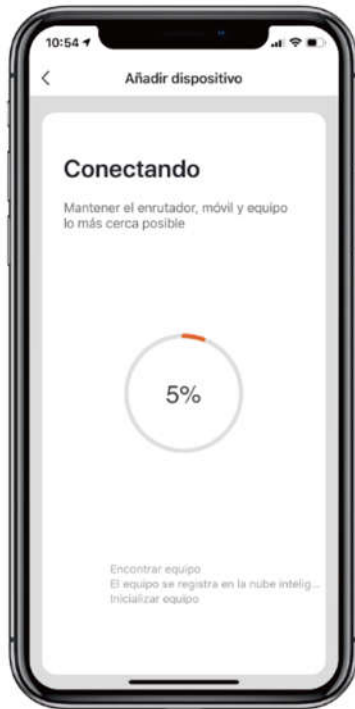 10:54
Añadir dispositivo
Conectando
Mantener el enrutador, móvil y equipo
lo más cerca posible
5%
Encontrar equipo
El equipo se registra en la nube intelig...
Inicializar equipo